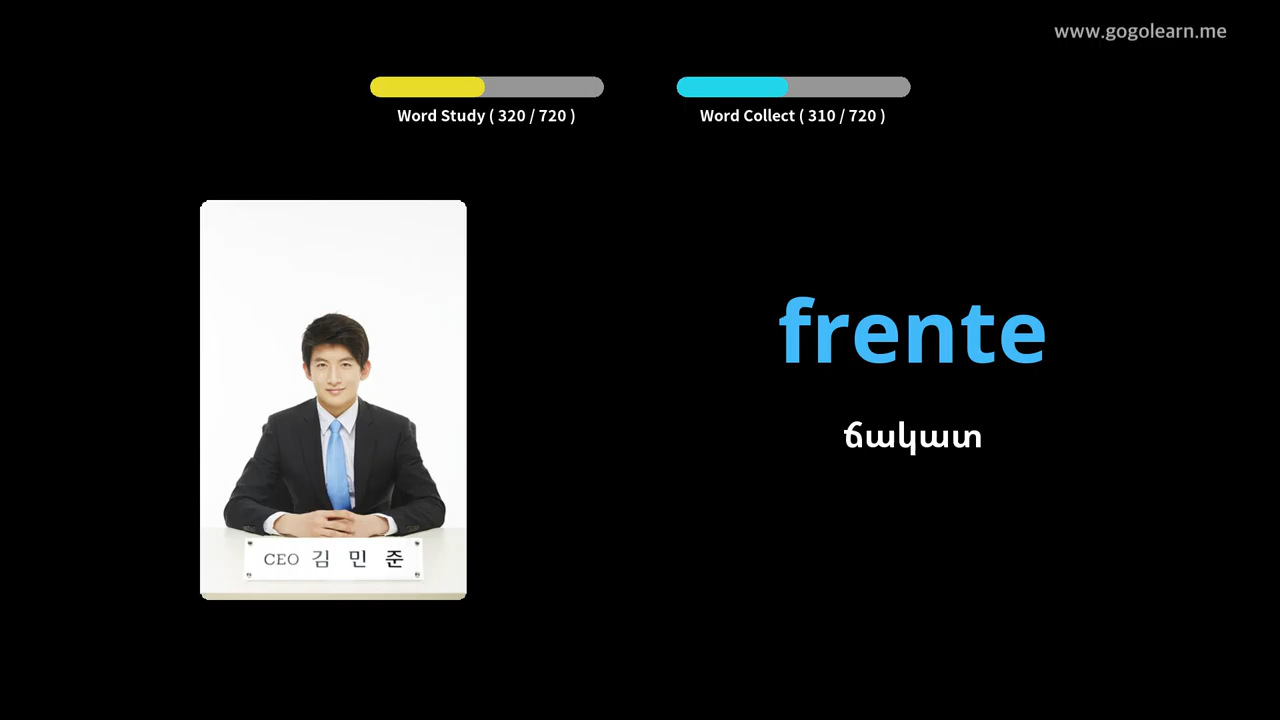 www.gogolearn.me
Word Study ( 320 / 720 )
Word Collect ( 310 / 720 )
frente
ճակատ
CEO 김 민 준